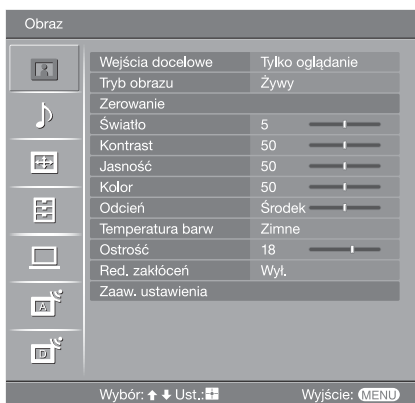 Obraz
Wejścia docelowe Tylko oglądanie
Tryb obrazu Żywy
Zerowanie
Światło 5
Kontrast 50
Jasność 50
Kolor 50
Odcień Środek
Temperatura barw Zimne
Ostrość 18
Red. zakłóceń Wył.
Zaaw. ustawienia
A
D
Wybór: Ust.: Wyjście: MENU